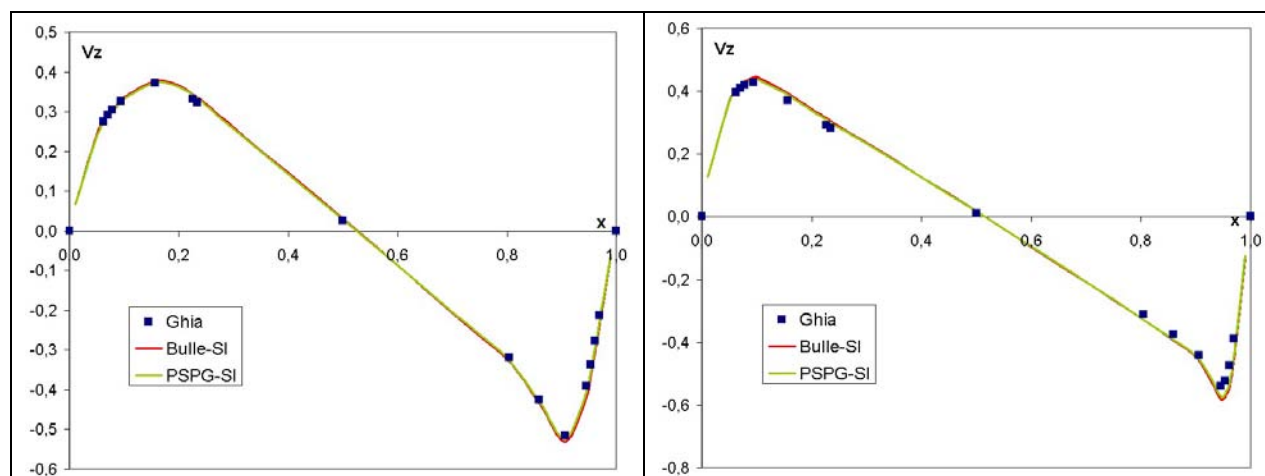 0,5
Vz
0,4
0,3
0,2
0,1
0,0
x
0,0 0,2 0,4 0,6 0,8 1,0
-0,1
-0,2
Ghia
-0,3
Bulle-SI
-0,4
PSPG-SI
-0,5
-0,6
0,6
Vz
0,4
0,2
0,0
x
0,0 0,2 0,4 0,6 0,8 1,0
-0,2
Ghia
-0,4
Bulle-SI
PSPG-SI
-0,6
-0,8